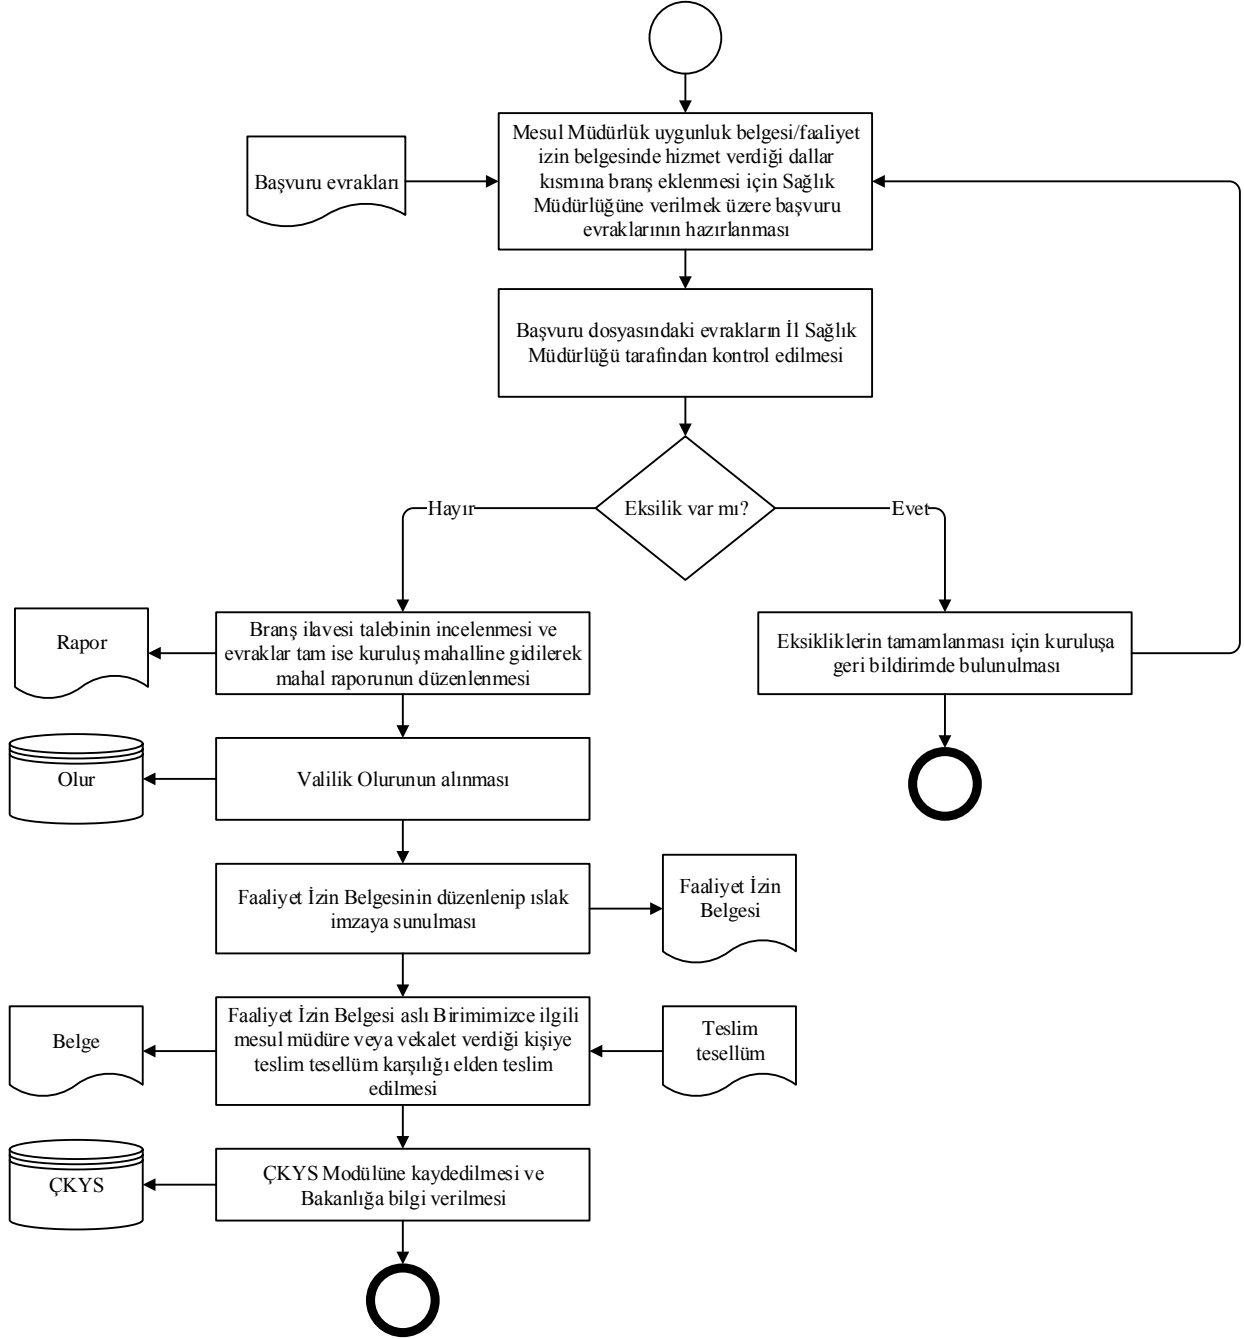 Mesul Müdürlük uygunluk belgesi/faaliyet
izin belgesinde hizmet verdiği dallar
kısmına branş eklenmesi için Sağlık
Müdürlüğüne verilmek üzere başvuru
evraklarının hazırlanması
Başvuru evrakları
Başvuru dosyasındaki evrakların İl Sağlık
Müdürlüğü tarafından kontrol edilmesi
Eksilik var mı?
Hayır
Evet
Branş ilavesi talebinin incelenmesi ve
evraklar tam ise kuruluş mahalline gidilerek
mahal raporunun düzenlenmesi
Rapor
Eksikliklerin tamamlanması için kuruluşa
geri bildirimde bulunulması
Valilik Olurunun alınması
Olur
Faaliyet İzin Belgesinin düzenlenip ıslak
imzaya sunulması
Faaliyet İzin
Belgesi
Faaliyet İzin Belgesi aslı Birimimizce ilgili
mesul müdüre veya vekalet verdiği kişiye
teslim tesellüm karşılığı elden teslim
edilmesi
Belge
Teslim
tesellüm
ÇKYS Modülüne kaydedilmesi ve
Bakanlığa bilgi verilmesi
ÇKYS